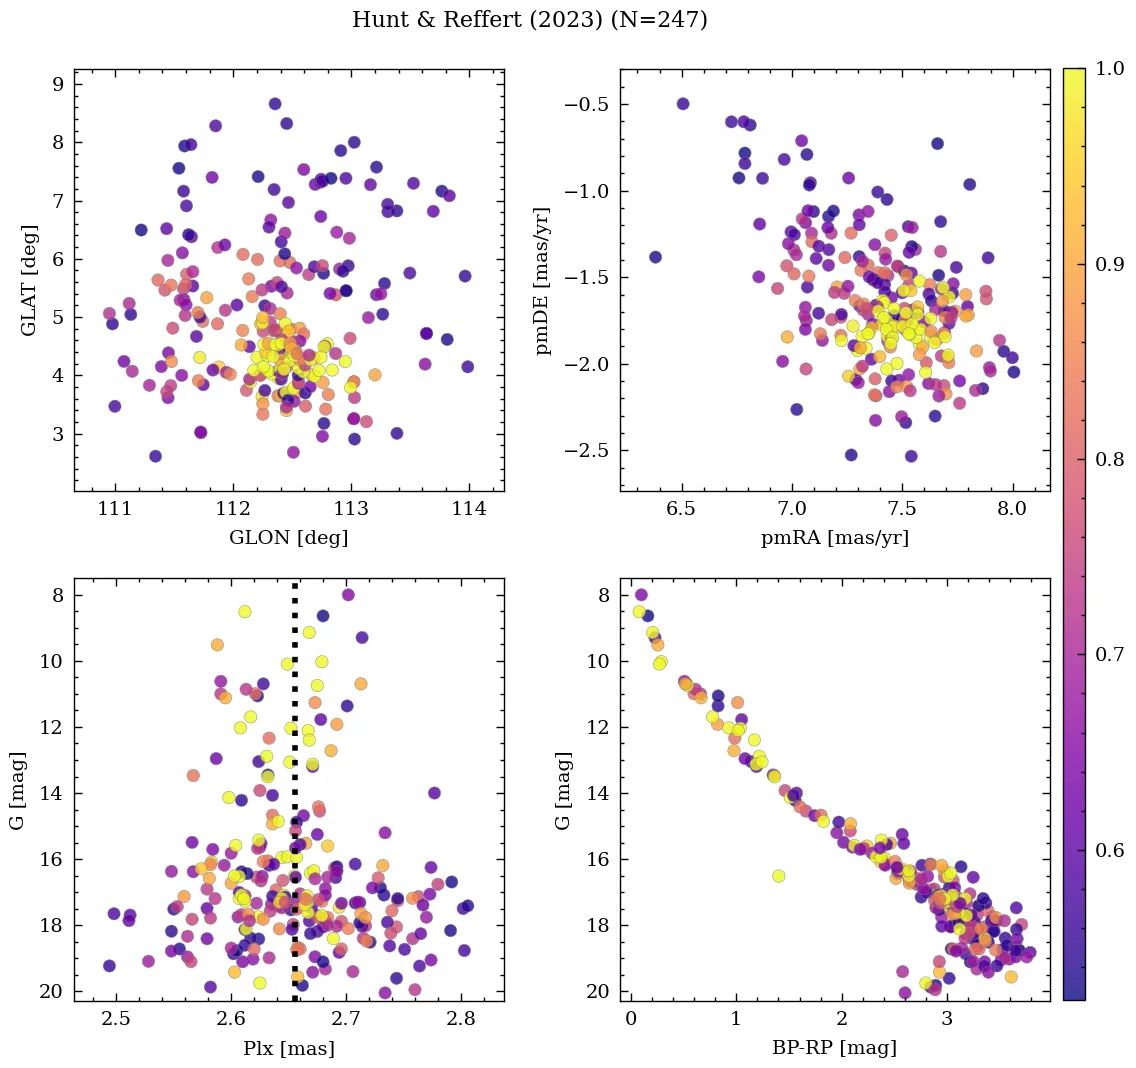 Hunt & Reffert (2023) (N=247)
9
8
7
6
5
4
3
GLAT [deg]
111 112 113 114
GLON [deg]
−0.5
−1.0
−1.5
−2.0
−2.5
pmDE [mas/yr]
6.5 7.0 7.5 8.0
pmRA [mas/yr]
1.0
0.9
0.8
0.7
0.6
8
10
12
14
16
18
20
G [mag]
2.5 2.6 2.7 2.8
Plx [mas]
8
10
12
14
16
18
20
G [mag]
0 1 2 3
BP-RP [mag]